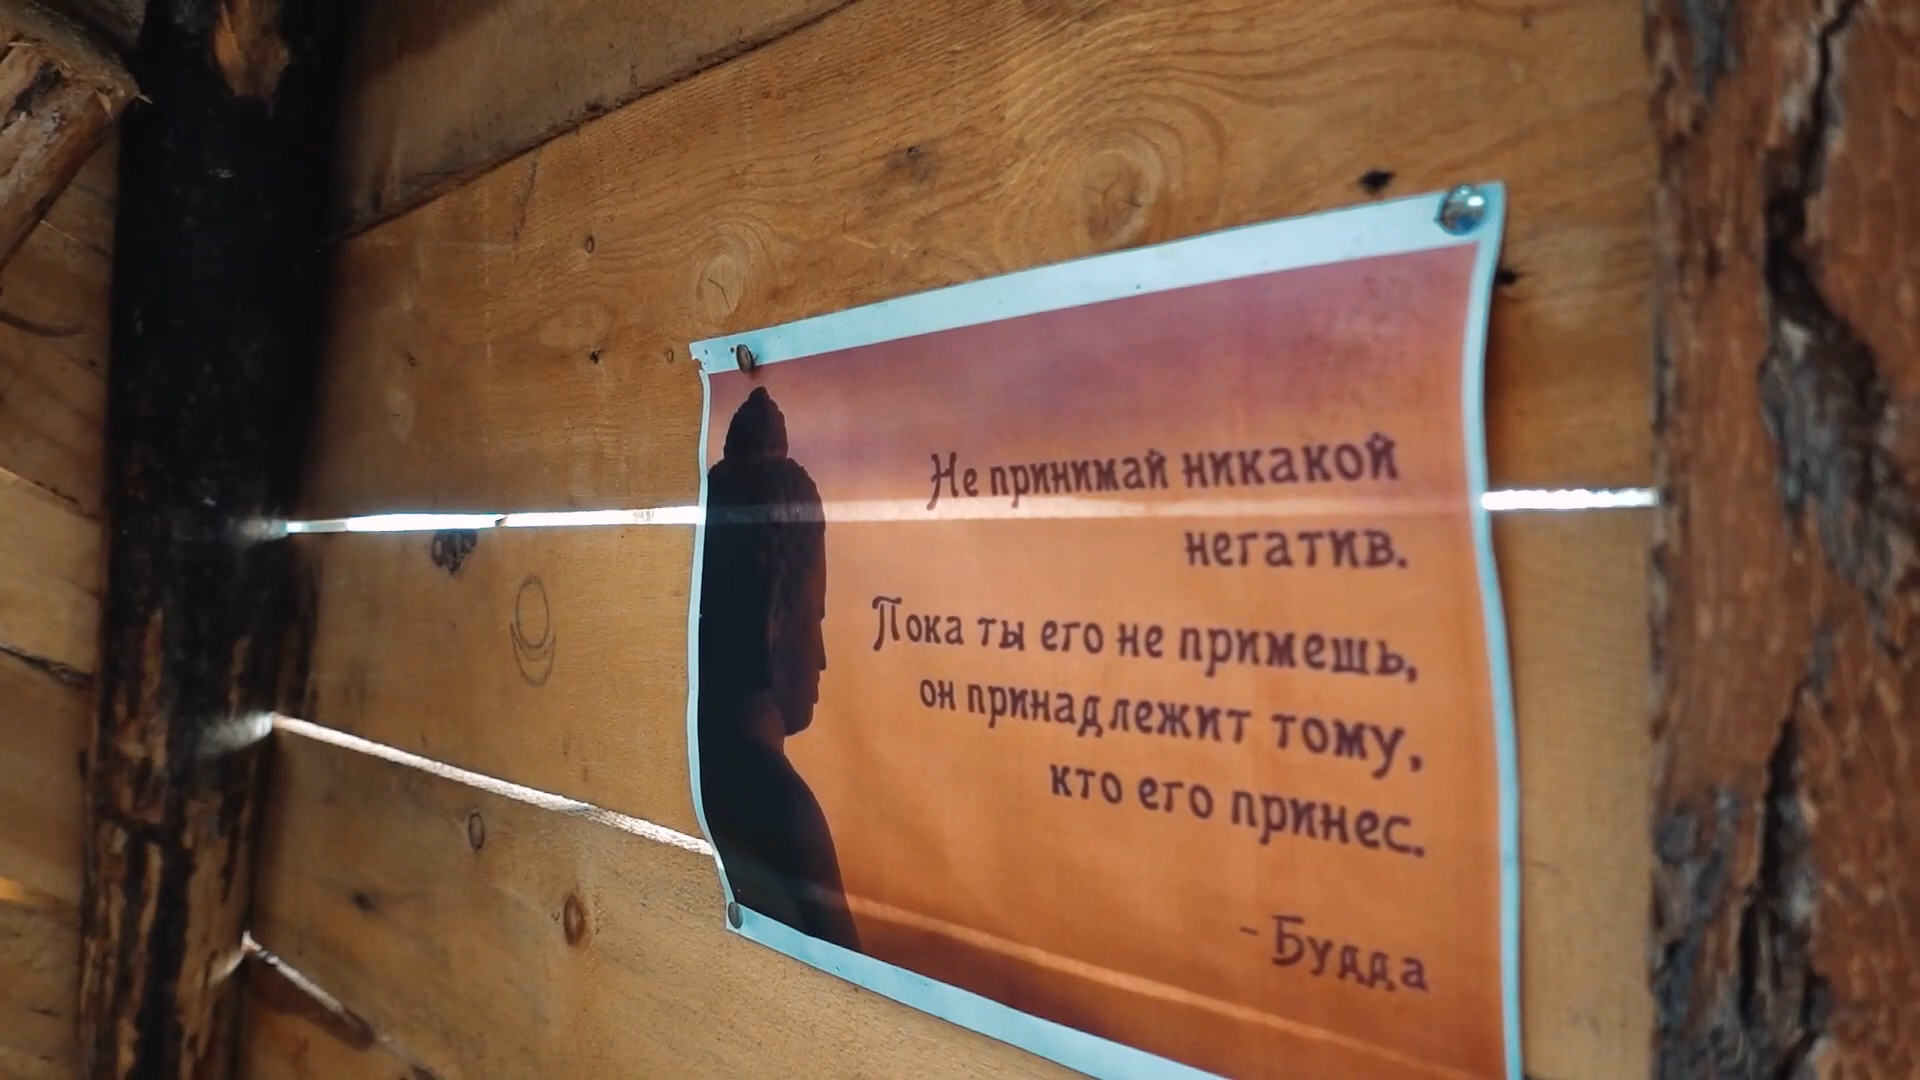 Не принимай никакой
негатив.
Пока ты его не примешь,
он принадлежит тому,
кто его принес.
- Будда